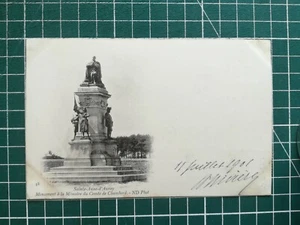 Sainte-Anne-d'Auray
Monument à la Mémoire du Comte de Chambord. — ND Phot
11 Juillet 1901